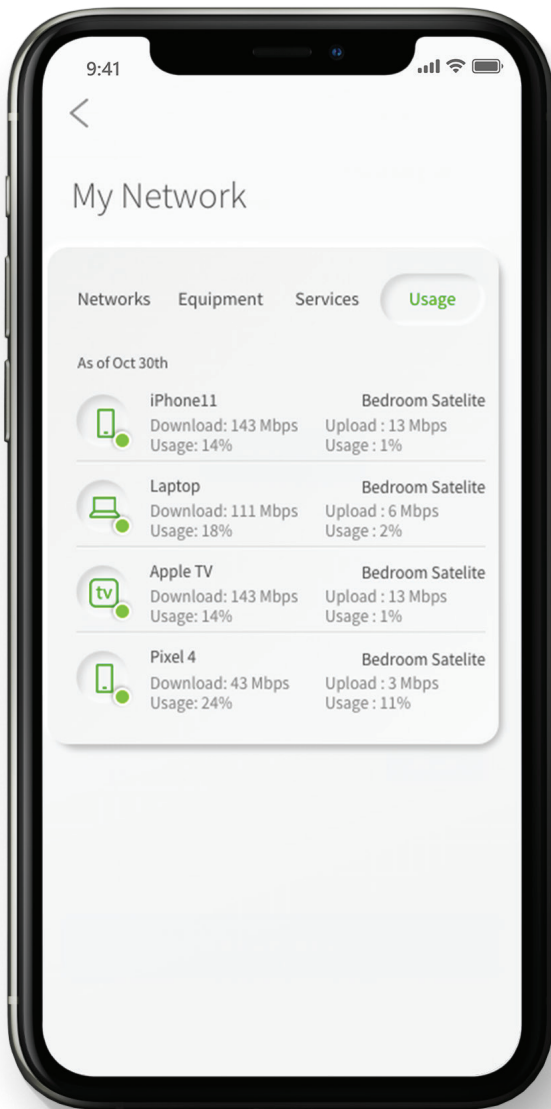 9:41
My Network
Networks Equipment Services Usage
As of Oct 30th
iPhone11 Bedroom Satelite
Download: 143 Mbps Upload : 13 Mbps
Usage: 14% Usage : 1%
Laptop Bedroom Satelite
Download: 111 Mbps Upload : 6 Mbps
Usage: 18% Usage : 2%
tv
Apple TV Bedroom Satelite
Download: 143 Mbps Upload : 13 Mbps
Usage: 14% Usage : 1%
Pixel 4 Bedroom Satelite
Download: 43 Mbps Upload : 3 Mbps
Usage: 24% Usage : 11%